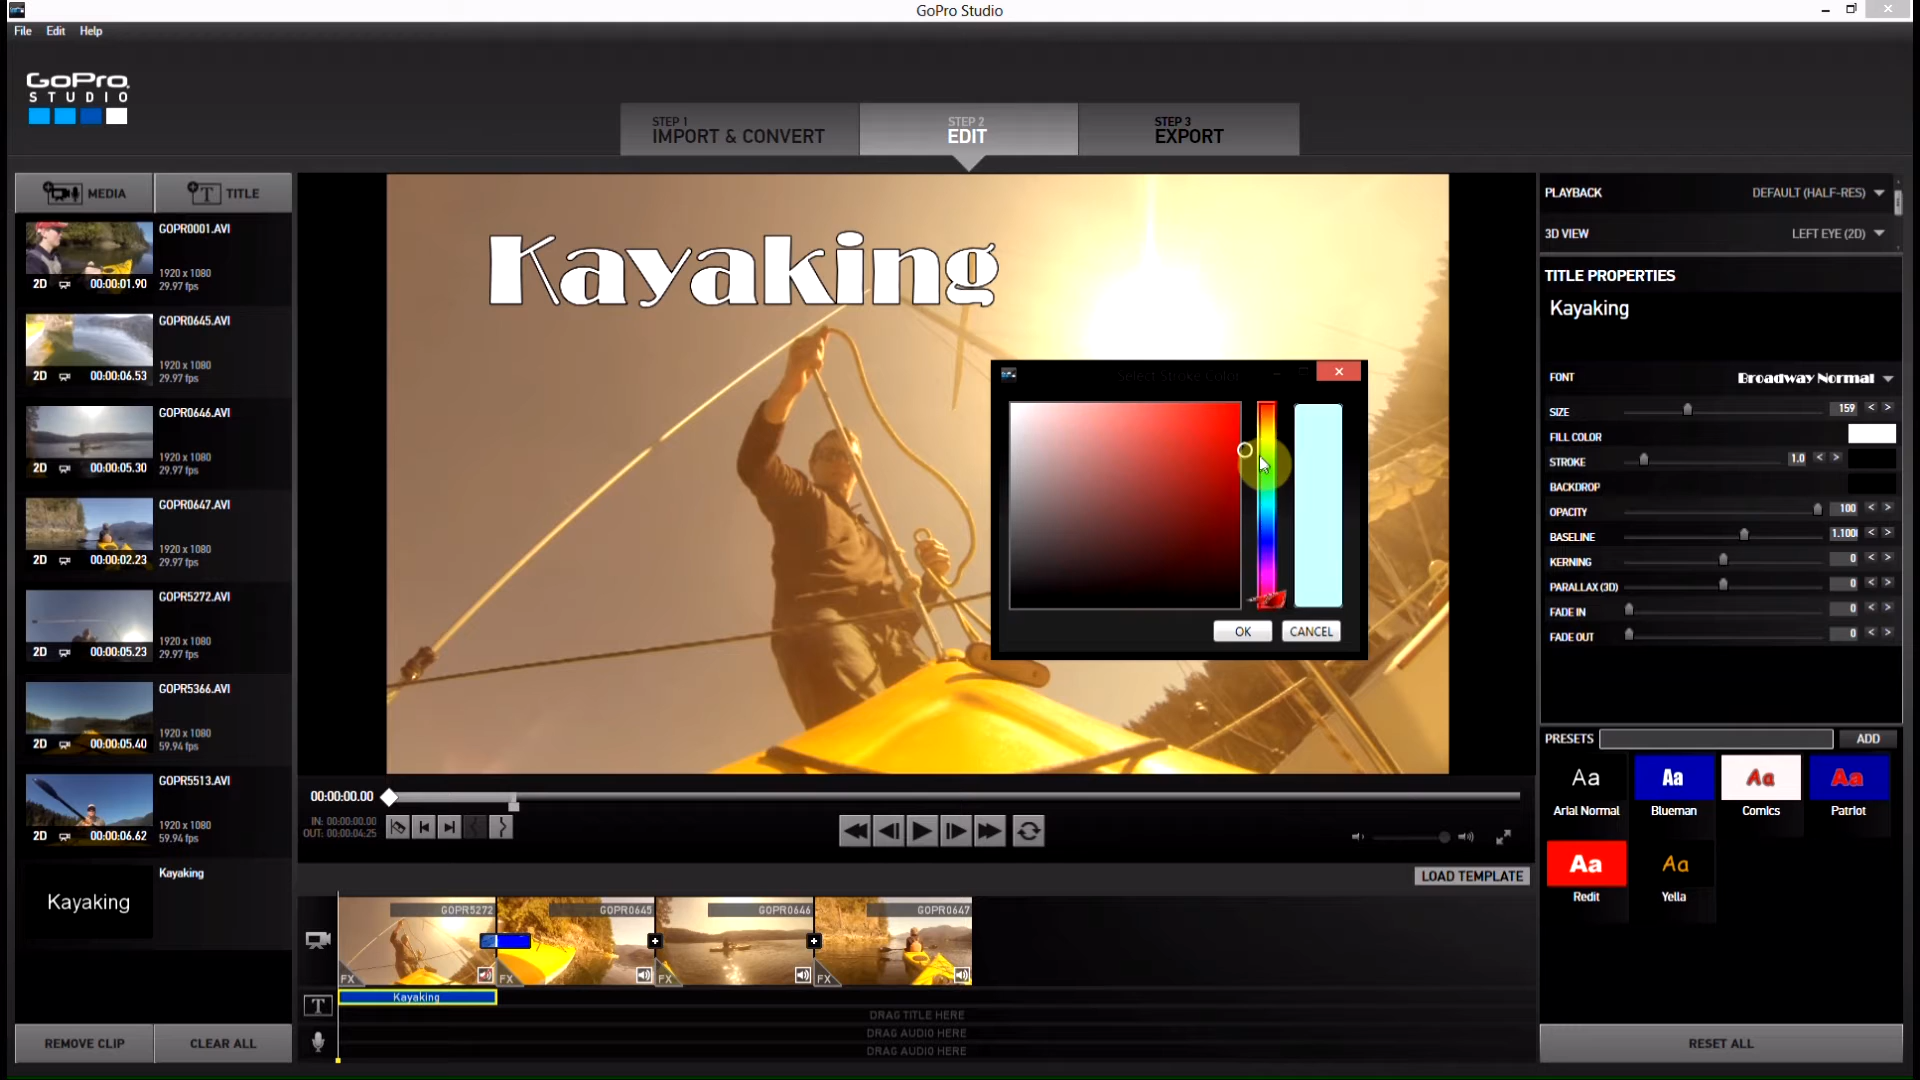 GoPro Studio
File Edit Help
GoPro
STUDIO
STEP 1
IMPORT & CONVERT
STEP 2
EDIT
STEP 3
EXPORT
MEDIA
TITLE
GOPR0001.AVI
1920 x 1080
29.97 fps
2D 00:00:01.90
GOPR0645.AVI
1920 x 1080
29.97 fps
2D 00:00:06.53
GOPR0646.AVI
1920 x 1080
29.97 fps
2D 00:00:05.30
GOPR0647.AVI
1920 x 1080
29.97 fps
2D 00:00:02.23
GOPR5272.AVI
1920 x 1080
29.97 fps
2D 00:00:05.23
GOPR5366.AVI
1920 x 1080
59.94 fps
2D 00:00:05.40
GOPR5513.AVI
1920 x 1080
59.94 fps
2D 00:00:06.62
Kayaking
Kayaking
REMOVE CLIP
CLEAR ALL
Kayaking
Select Stroke Color
OK
CANCEL
00:00:00.00
IN: 00:00:00.00
OUT: 00:00:04:25
LOAD TEMPLATE
GOPR5272
GOPR0645
GOPR0646
GOPR0647
FX
FX
FX
FX
T
Kayaking
DRAG TITLE HERE
DRAG AUDIO HERE
DRAG AUDIO HERE
PLAYBACK DEFAULT (HALF-RES)
3D VIEW LEFT EYE (2D)
TITLE PROPERTIES
Kayaking
FONT Broadway Normal
SIZE 159 < >
FILL COLOR
STROKE 1.0 < >
BACKDROP
OPACITY 100 < >
BASELINE 1.100 < >
KERNING 0 < >
PARALLAX (3D) 0 < >
FADE IN 0 < >
FADE OUT 0 < >
PRESETS ADD
Aa Aa Aa Aa
Arial Normal Blueman Comics Patriot
Aa Aa
Redit Yella
RESET ALL